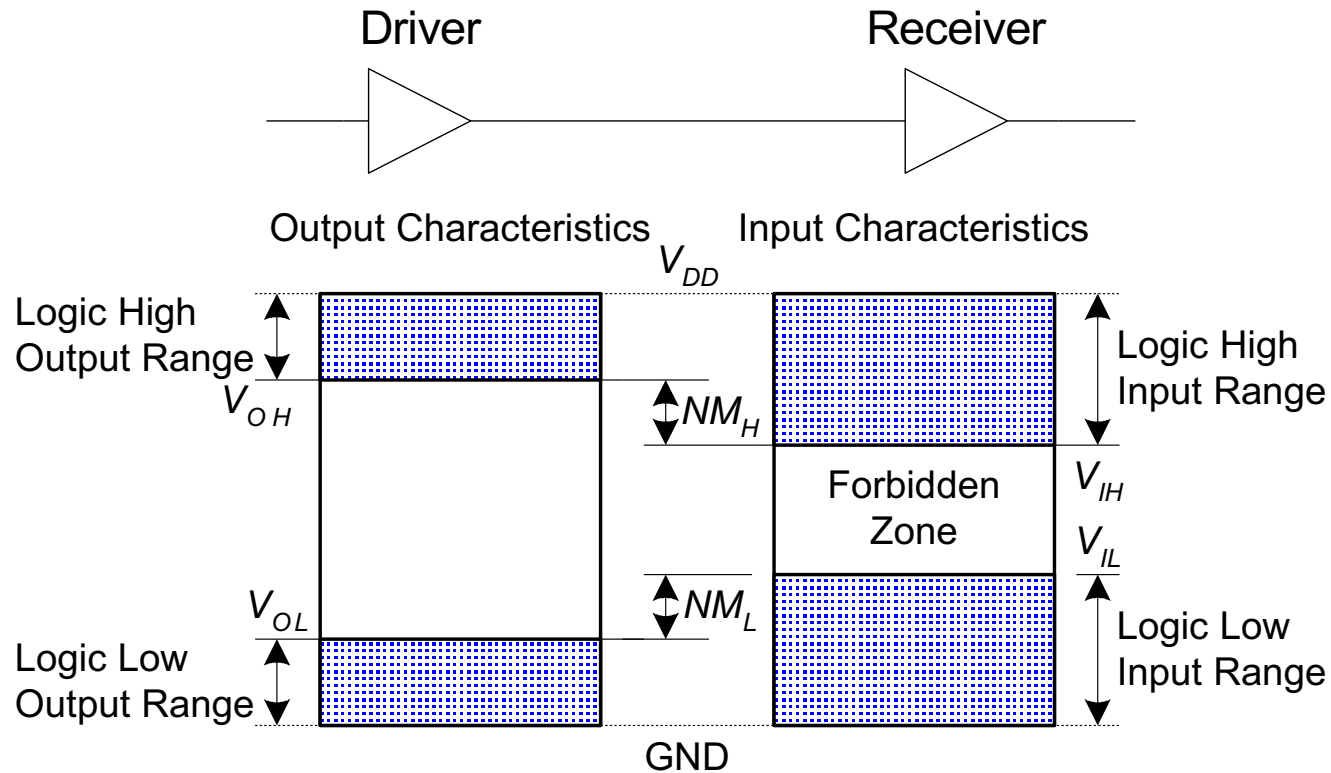 Driver
Receiver
Output Characteristics
Input Characteristics
V_DD
Logic High
Output Range
V_OH
NM_H
Logic High
Input Range
Forbidden
Zone
V_IH
V_IL
V_OL
NM_L
Logic Low
Output Range
Logic Low
Input Range
GND